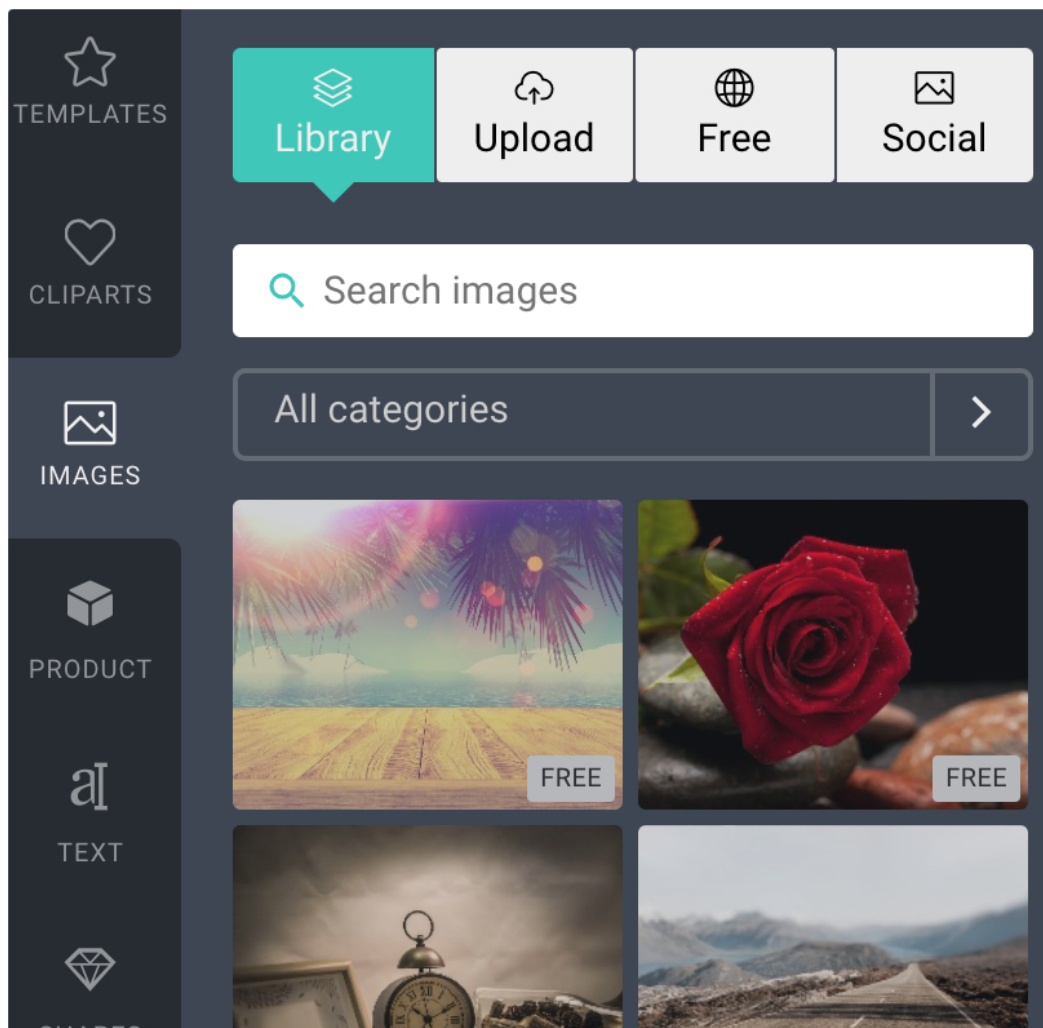 TEMPLATES
CLIPARTS
IMAGES
PRODUCT
TEXT
Library
Upload
Free
Social
Search images
All categories
FREE
FREE